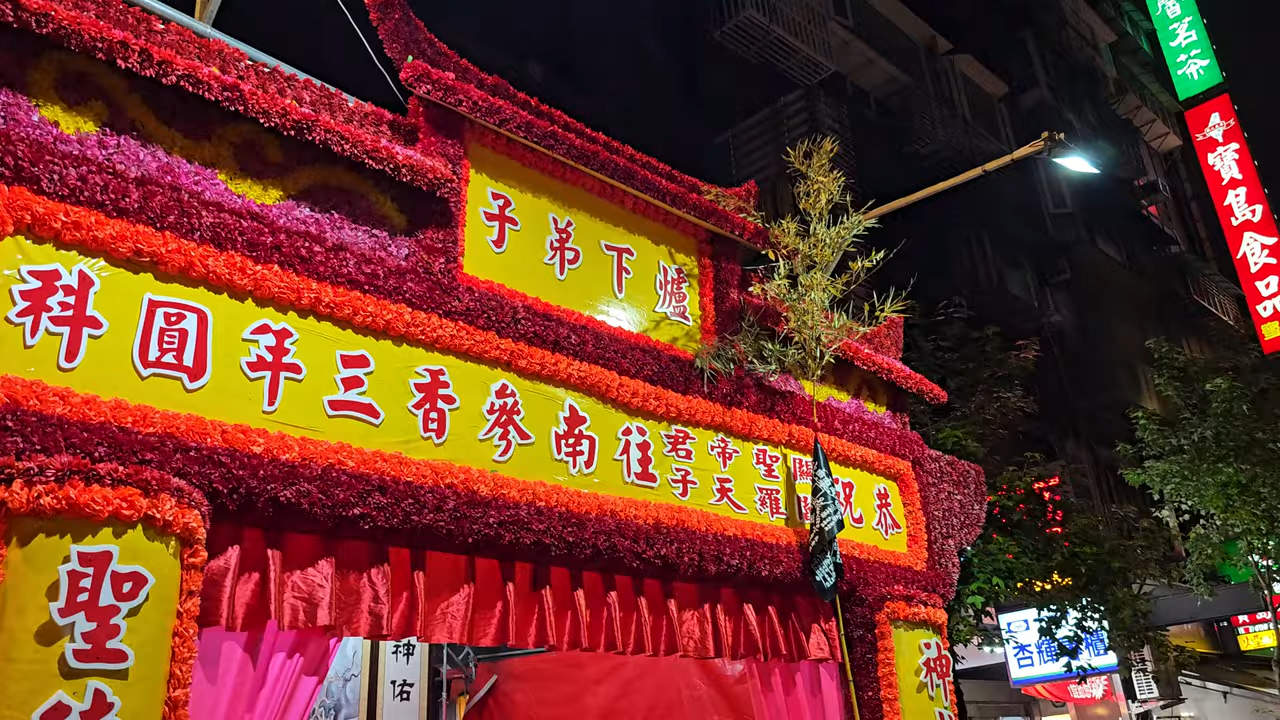 爐下弟子
恭祝
關聖帝君
羅天子
往南參香三年圓科
聖
神
神佑
茗茶
寶島食品
杏輝 櫃